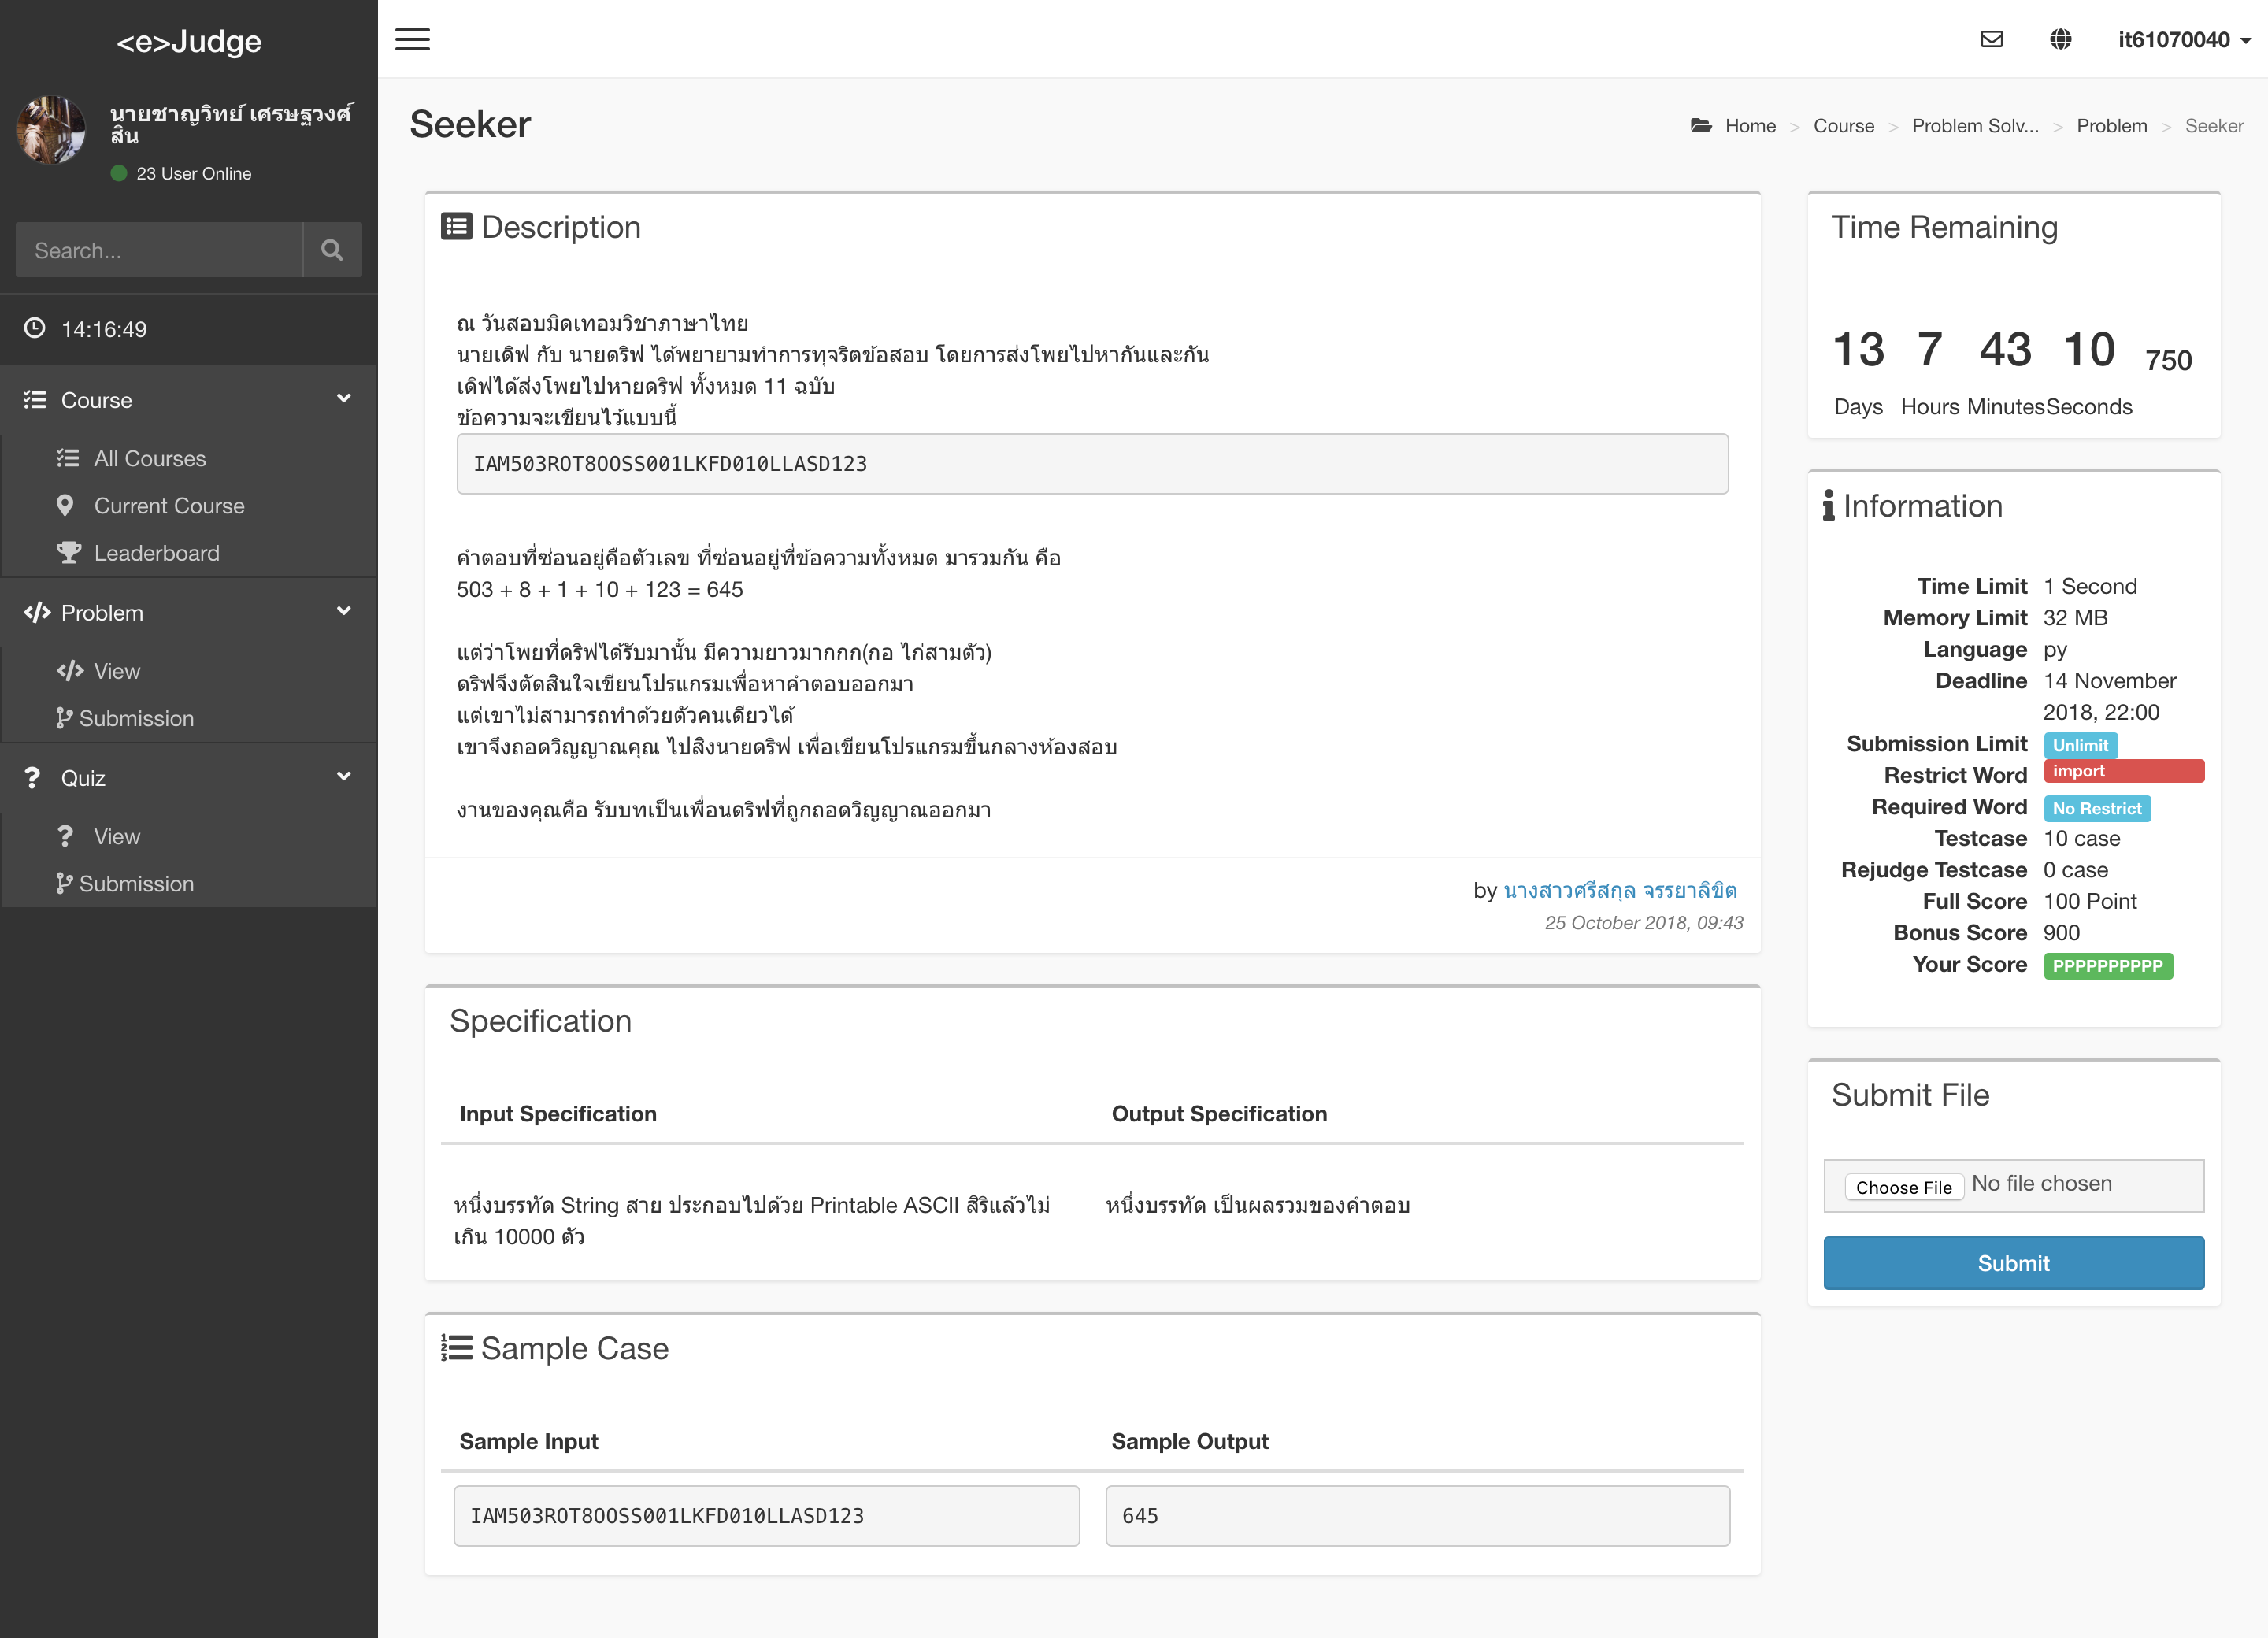 <e>Judge
นายชาญวิทย์ เศรษฐวงศ์
สิน
23 User Online
Search...
14:16:49
Course
All Courses
Current Course
Leaderboard
Problem
View
Submission
Quiz
View
Submission
it61070040
Seeker
Home > Course > Problem Solv... > Problem > Seeker
Description
ณ วันสอบมิดเทอมวิชาภาษาไทย
นายเดิฟ กับ นายดริฟ ได้พยายามทำการทุจริตข้อสอบ โดยการส่งโพยไปหากันและกัน
เดิฟได้ส่งโพยไปหายดริฟ ทั้งหมด 11 ฉบับ
ข้อความจะเขียนไว้แบบนี้
IAM503ROT8OOSS001LKFD010LLASD123
คำตอบที่ซ่อนอยู่คือตัวเลข ที่ซ่อนอยู่ที่ข้อความทั้งหมด มารวมกัน คือ
503 + 8 + 1 + 10 + 123 = 645
แต่ว่าโพยที่ดริฟได้รับมานั้น มีความยาวมากกก(กอ ไก่สามตัว)
ดริฟจึงตัดสินใจเขียนโปรแกรมเพื่อหาคำตอบออกมา
แต่เขาไม่สามารถทำด้วยตัวคนเดียวได้
เขาจึงถอดวิญญาณคุณ ไปสิงนายดริฟ เพื่อเขียนโปรแกรมขึ้นกลางห้องสอบ
งานของคุณคือ รับบทเป็นเพื่อนดริฟที่ถูกถอดวิญญาณออกมา
by นางสาวศรีสกุล จรรยาลิขิต
25 October 2018, 09:43
Specification
Input Specification
Output Specification
หนึ่งบรรทัด String สาย ประกอบไปด้วย Printable ASCII สิริแล้วไม่
เกิน 10000 ตัว
หนึ่งบรรทัด เป็นผลรวมของคำตอบ
Sample Case
Sample Input
Sample Output
IAM503ROT8OOSS001LKFD010LLASD123
645
Time Remaining
13 7 43 10 750
Days Hours Minutes Seconds
Information
Time Limit 1 Second
Memory Limit 32 MB
Language py
Deadline 14 November
2018, 22:00
Submission Limit Unlimit
Restrict Word import
Required Word No Restrict
Testcase 10 case
Rejudge Testcase 0 case
Full Score 100 Point
Bonus Score 900
Your Score PPPPPPPPPP
Submit File
Choose File No file chosen
Submit